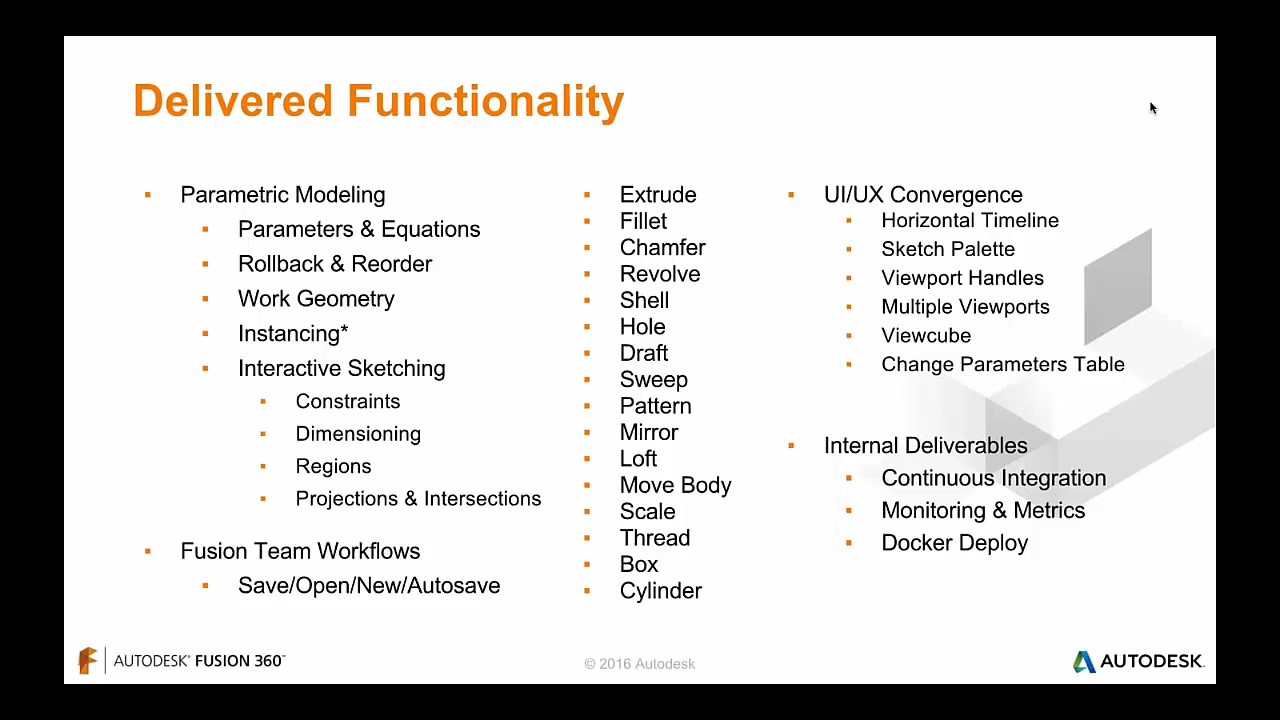 Delivered Functionality
Parametric Modeling
Parameters & Equations
Rollback & Reorder
Work Geometry
Instancing*
Interactive Sketching
Constraints
Dimensioning
Regions
Projections & Intersections
Fusion Team Workflows
Save/Open/New/Autosave
Extrude
Fillet
Chamfer
Revolve
Shell
Hole
Draft
Sweep
Pattern
Mirror
Loft
Move Body
Scale
Thread
Box
Cylinder
UI/UX Convergence
Horizontal Timeline
Sketch Palette
Viewport Handles
Multiple Viewports
Viewcube
Change Parameters Table
Internal Deliverables
Continuous Integration
Monitoring & Metrics
Docker Deploy
AUTODESK® FUSION 360™
© 2016 Autodesk
AUTODESK.